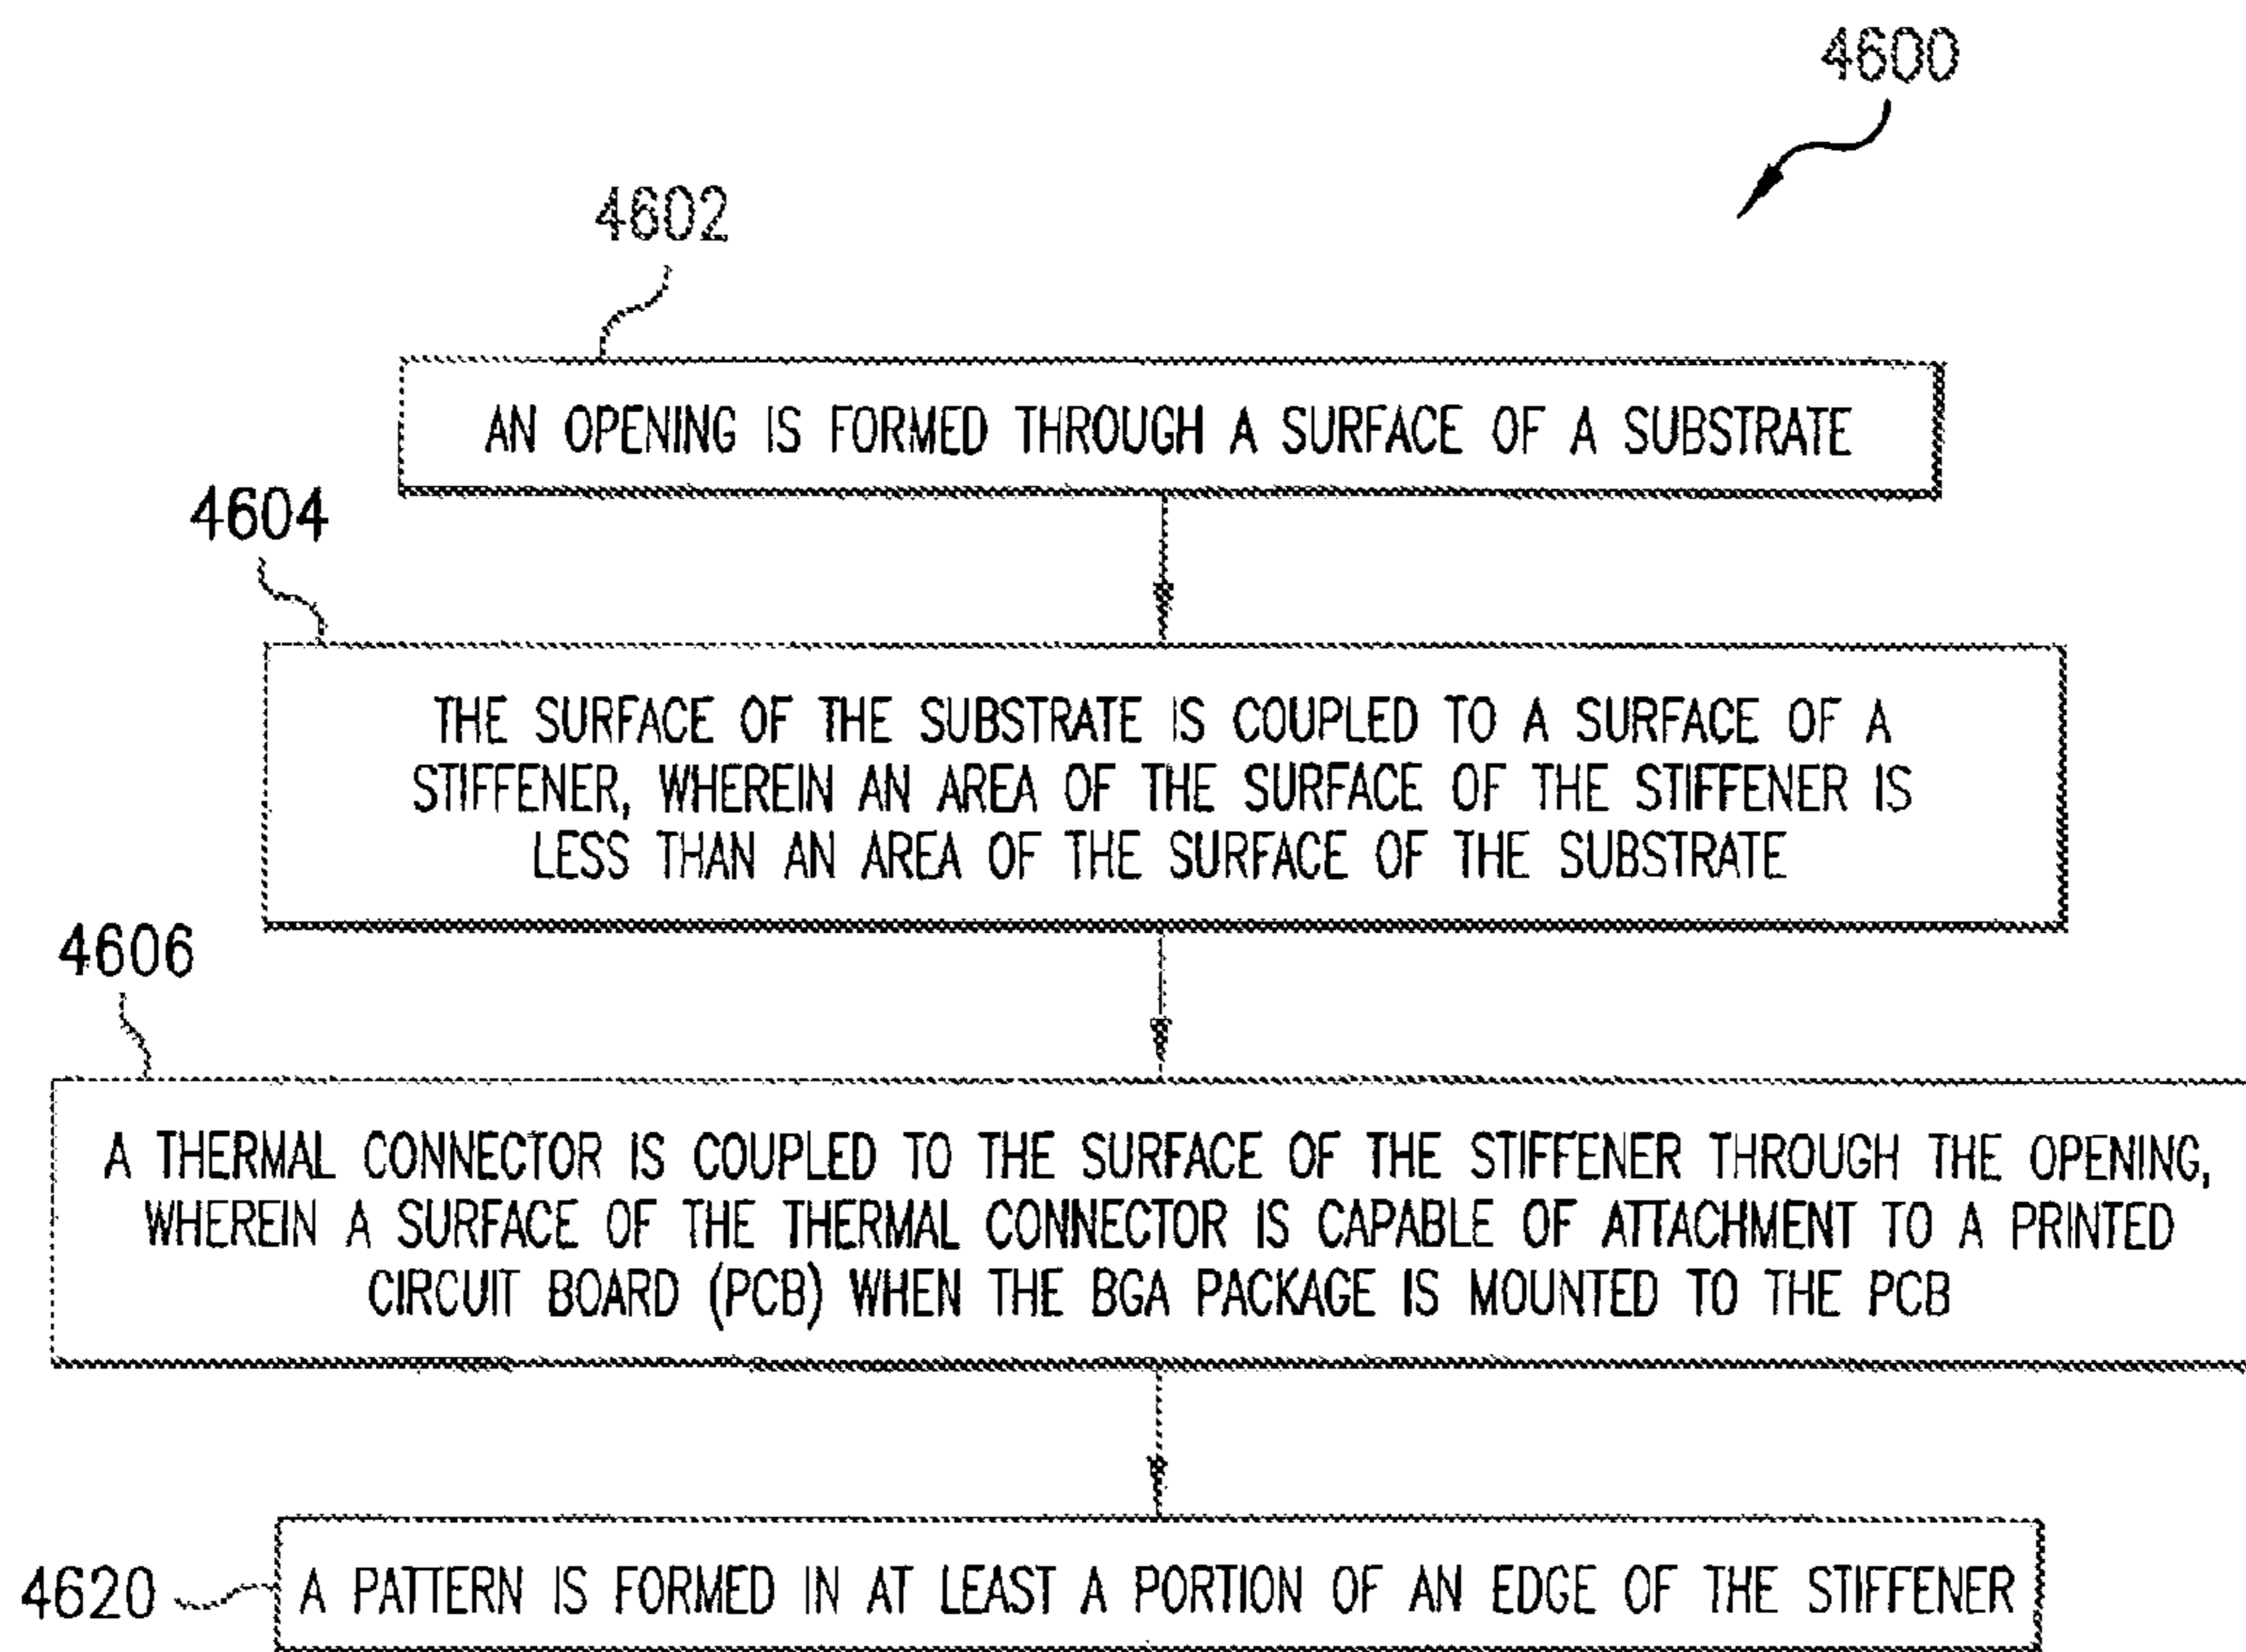 4600
4602
AN OPENING IS FORMED THROUGH A SURFACE OF A SUBSTRATE
4604
THE SURFACE OF THE SUBSTRATE IS COUPLED TO A SURFACE OF A
STIFFENER, WHEREIN AN AREA OF THE SURFACE OF THE STIFFENER IS
LESS THAN AN AREA OF THE SURFACE OF THE SUBSTRATE
4606
A THERMAL CONNECTOR IS COUPLED TO THE SURFACE OF THE STIFFENER THROUGH THE OPENING,
WHEREIN A SURFACE OF THE THERMAL CONNECTOR IS CAPABLE OF ATTACHMENT TO A PRINTED
CIRCUIT BOARD (PCB) WHEN THE BGA PACKAGE IS MOUNTED TO THE PCB
4620
A PATTERN IS FORMED IN AT LEAST A PORTION OF AN EDGE OF THE STIFFENER